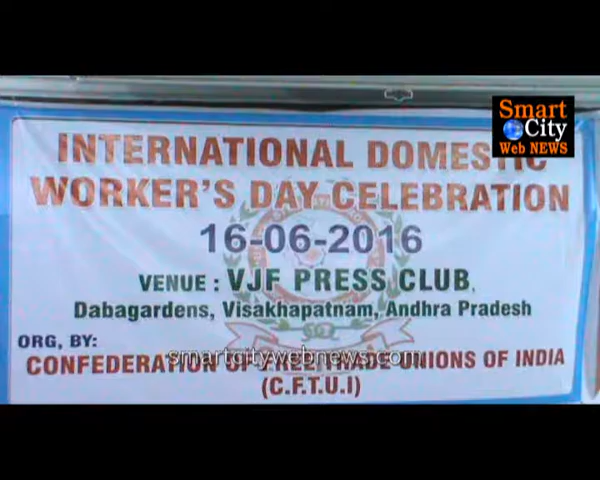 Smart
City
Web NEWS
INTERNATIONAL DOMESTIC
WORKER'S DAY CELEBRATION
16-06-2016
VENUE : VJF PRESS CLUB,
Dabagardens, Visakhapatnam, Andhra Pradesh
ORG, BY:
smartcitywebnews.com
CONFEDERATION OF FREE TRADE UNIONS OF INDIA
(C.F.T.U.I)